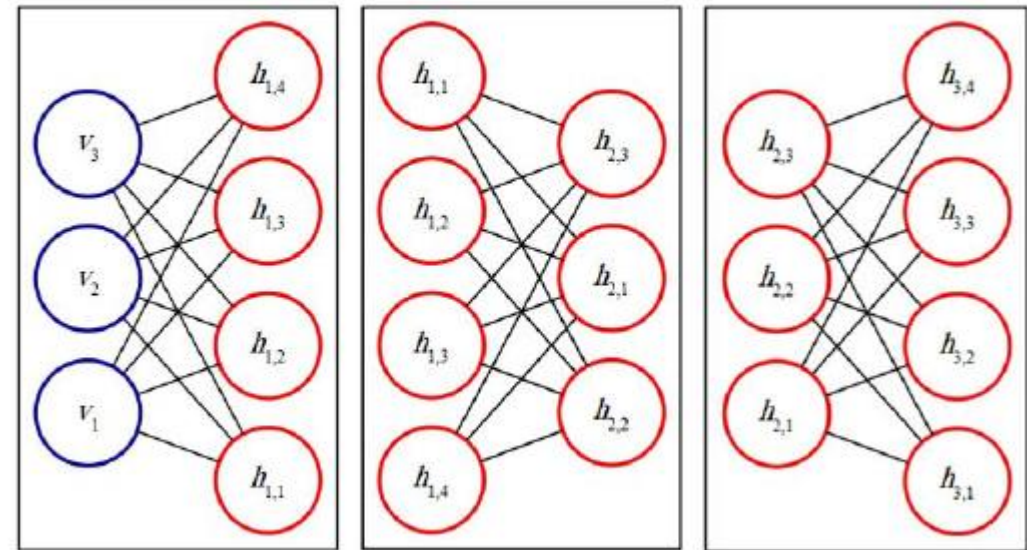 v₃
v₂
v₁
h₁,₄
h₁,₃
h₁,₂
h₁,₁
h₁,₁
h₁,₂
h₁,₃
h₁,₄
h₂,₃
h₂,₁
h₂,₂
h₂,₃
h₂,₂
h₂,₁
h₃,₄
h₃,₃
h₃,₂
h₃,₁